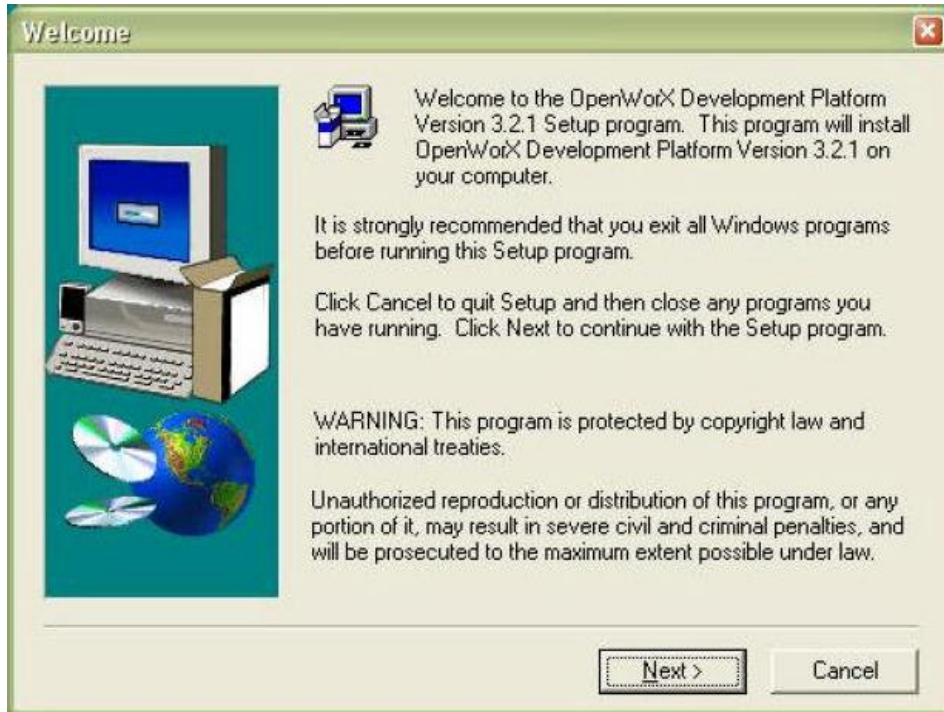 Welcome
Welcome to the OpenWorX Development Platform
Version 3.2.1 Setup program. This program will install
OpenWorX Development Platform Version 3.2.1 on
your computer.
It is strongly recommended that you exit all Windows programs
before running this Setup program.
Click Cancel to quit Setup and then close any programs you
have running. Click Next to continue with the Setup program.
WARNING: This program is protected by copyright law and
international treaties.
Unauthorized reproduction or distribution of this program, or any
portion of it, may result in severe civil and criminal penalties, and
will be prosecuted to the maximum extent possible under law.
Next >
Cancel